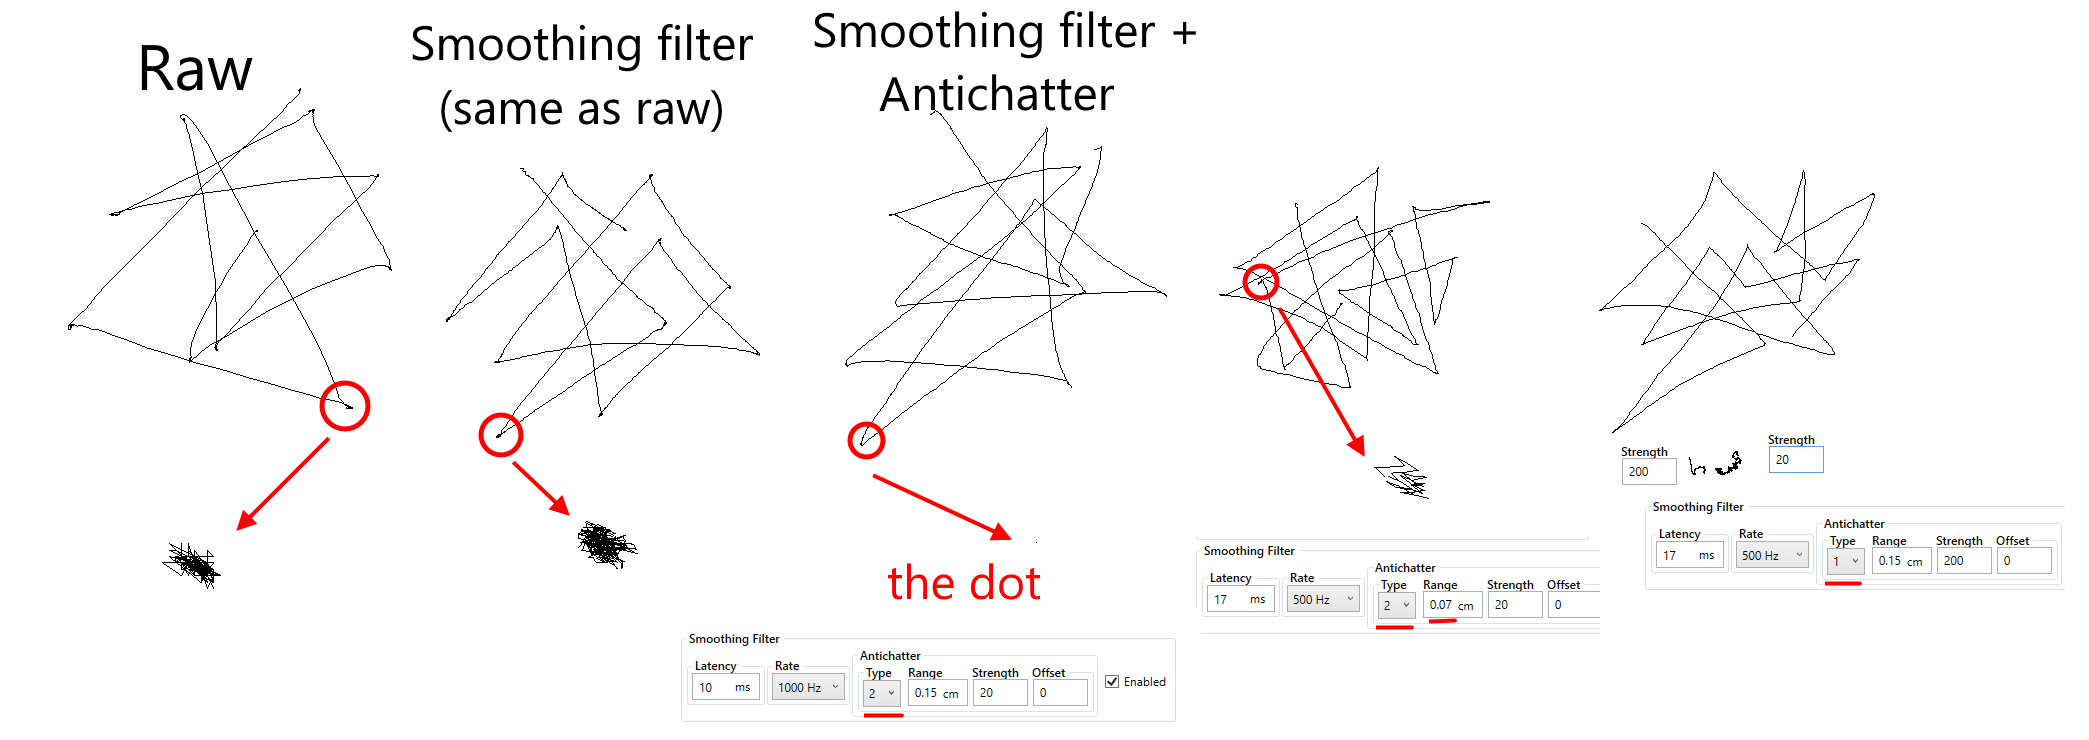 Raw
Smoothing filter
(same as raw)
Smoothing filter +
Antichatter
the dot
Smoothing Filter
Latency
10 ms
Rate
1000 Hz
Antichatter
Type Range Strength Offset
2 0.15 cm 20 0
Enabled
Smoothing Filter
Latency
17 ms
Rate
500 Hz
Antichatter
Type Range Strength Offset
2 0.07 cm 20 0
Strength
200
Strength
20
Smoothing Filter
Latency
17 ms
Rate
500 Hz
Antichatter
Type Range Strength Offset
1 0.15 cm 200 0